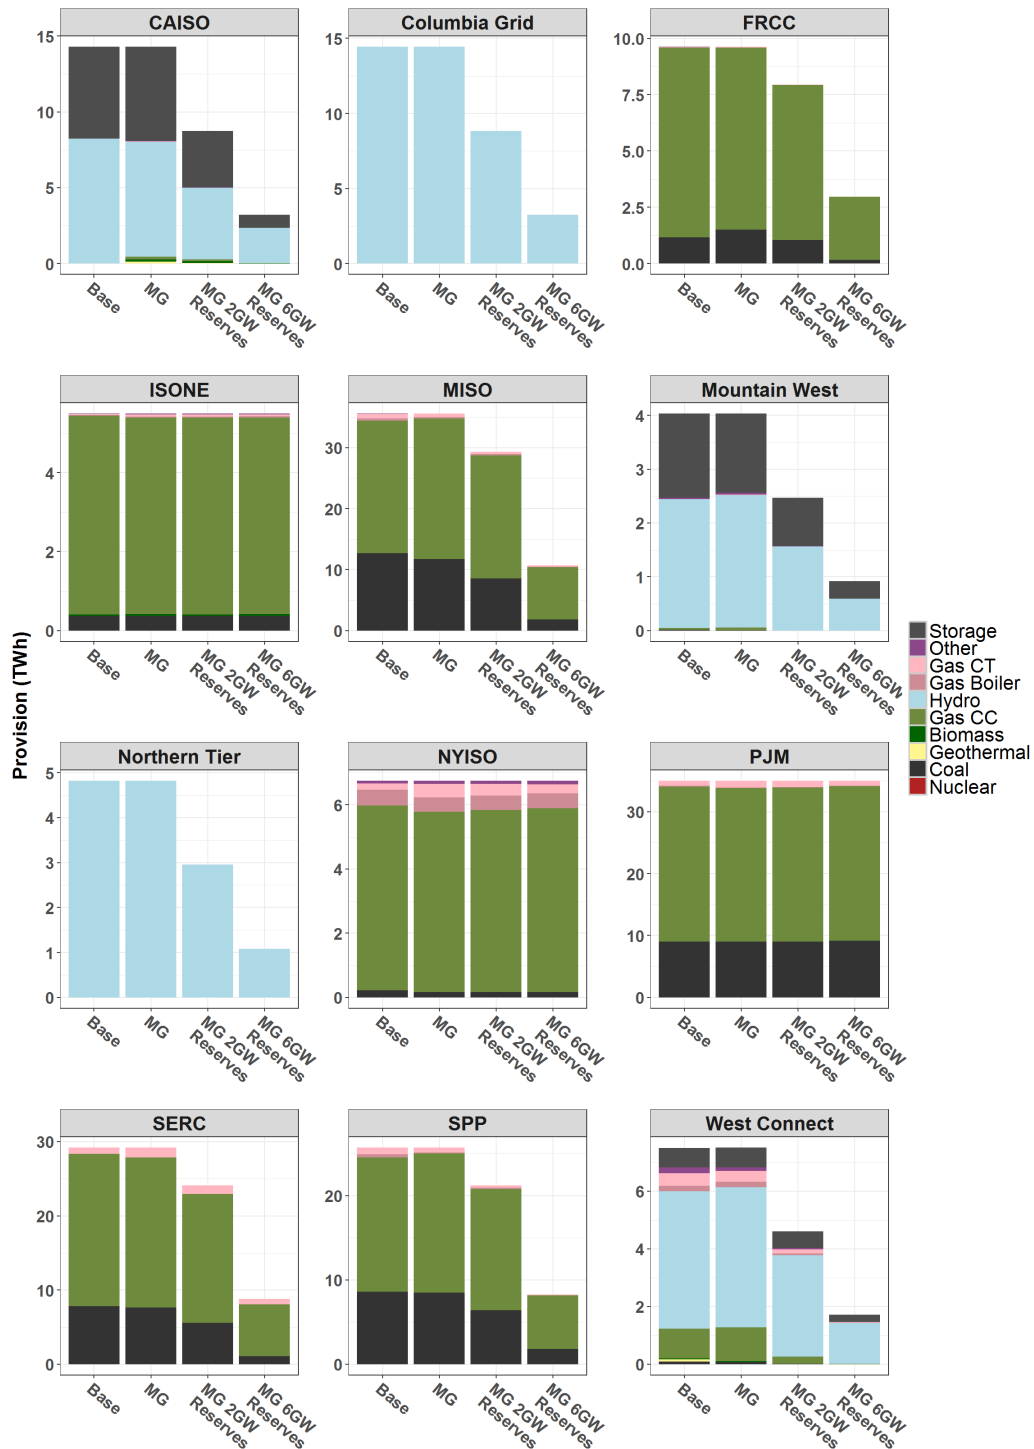 CAISO
Columbia Grid
FRCC
15
10
5
0
15
10
5
0
10.0
7.5
5.0
2.5
0.0
Base
MG
MG 2GW
Reserves
MG 6GW
Reserves
Base
MG
MG 2GW
Reserves
MG 6GW
Reserves
Base
MG
MG 2GW
Reserves
MG 6GW
Reserves
ISONE
MISO
Mountain West
4
2
0
30
20
10
0
4
3
2
1
0
Base
MG
MG 2GW
Reserves
MG 6GW
Reserves
Base
MG
MG 2GW
Reserves
MG 6GW
Reserves
Base
MG
MG 2GW
Reserves
MG 6GW
Reserves
Provision (TWh)
Storage
Other
Gas CT
Gas Boiler
Hydro
Gas CC
Biomass
Geothermal
Coal
Nuclear
Northern Tier
NYISO
PJM
5
4
3
2
1
0
6
4
2
0
30
20
10
0
Base
MG
MG 2GW
Reserves
MG 6GW
Reserves
Base
MG
MG 2GW
Reserves
MG 6GW
Reserves
Base
MG
MG 2GW
Reserves
MG 6GW
Reserves
SERC
SPP
West Connect
30
20
10
0
20
10
0
6
4
2
0
Base
MG
MG 2GW
Reserves
MG 6GW
Reserves
Base
MG
MG 2GW
Reserves
MG 6GW
Reserves
Base
MG
MG 2GW
Reserves
MG 6GW
Reserves